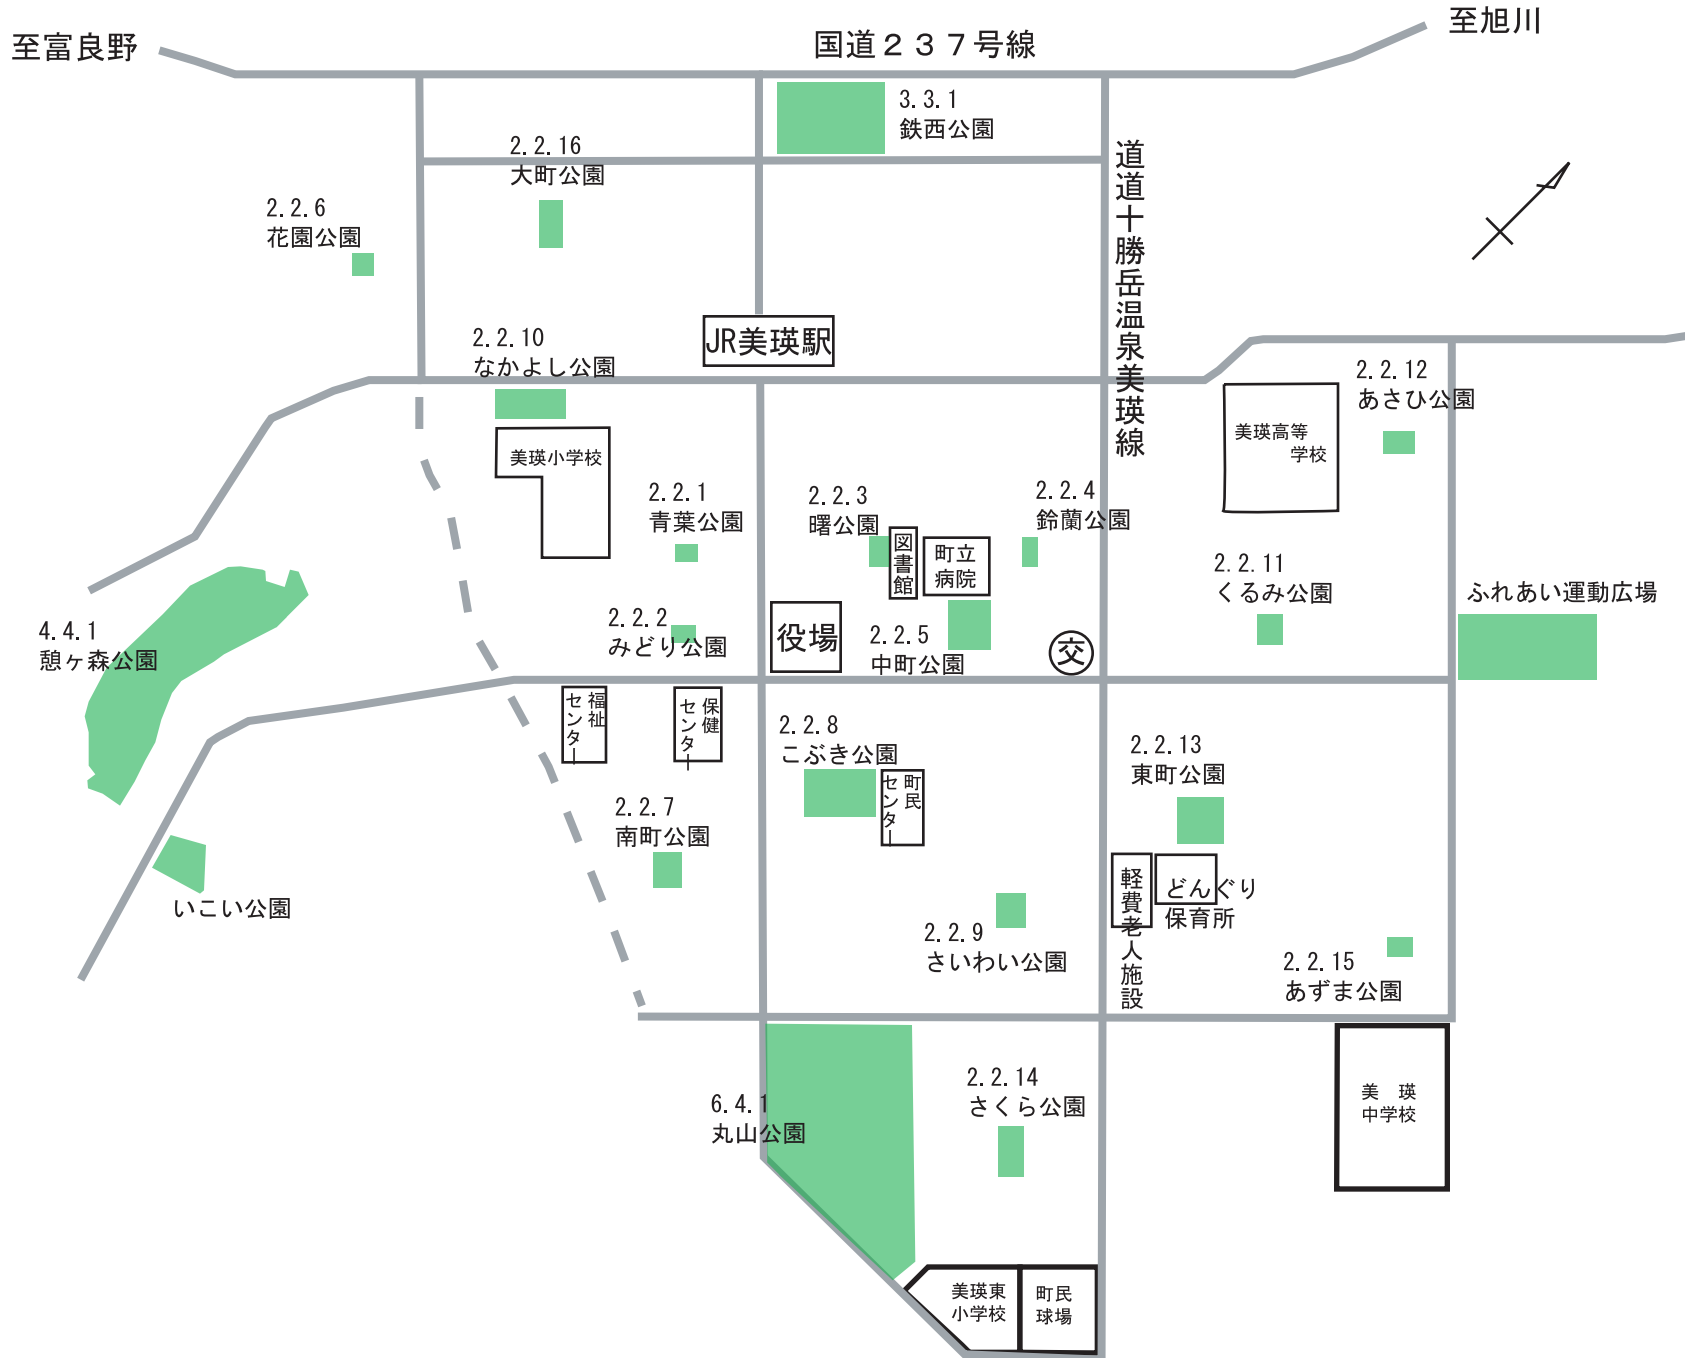 至旭川
至富良野
国道２３７号線
3.3.1
鉄西公園
2.2.16
大町公園
道道十勝岳温泉美瑛線
2.2.6
花園公園
JR美瑛駅
2.2.10
なかよし公園
2.2.12
あさひ公園
美瑛高等
学校
美瑛小学校
2.2.1
青葉公園
2.2.3
曙公園
2.2.4
鈴蘭公園
図書館
町立
病院
2.2.11
くるみ公園
ふれあい運動広場
4.4.1
憩ヶ森公園
2.2.2
みどり公園
役場
2.2.5
中町公園
交
福祉
センター
保健
センター
2.2.8
こぶき公園
町民
センター
2.2.13
東町公園
2.2.7
南町公園
軽費老人施設
どんぐり
保育所
いこい公園
2.2.9
さいわい公園
2.2.15
あずま公園
2.2.14
さくら公園
6.4.1
丸山公園
美　瑛
中学校
美瑛東
小学校
町民
球場